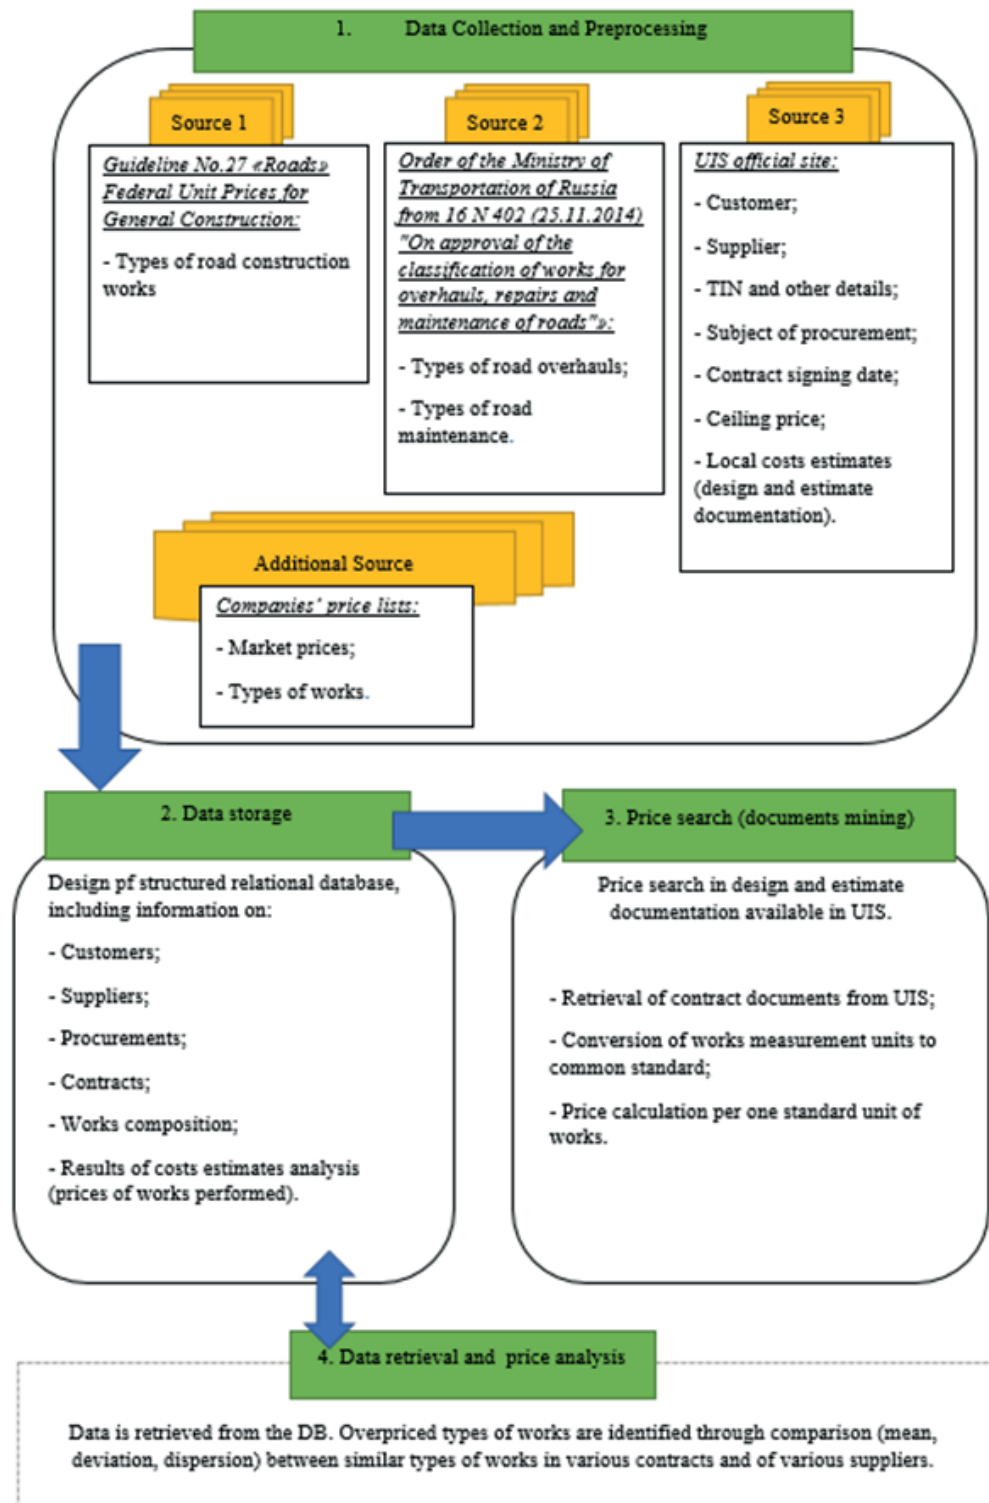 1. Data Collection and Preprocessing
Source 1
Guideline No.27 «Roads»
Federal Unit Prices for
General Construction:
- Types of road construction
works
Source 2
Order of the Ministry of
Transportation of Russia
from 16 N 402 (25.11.2014)
"On approval of the
classification of works for
overhauls, repairs and
maintenance of roads"»:
- Types of road overhauls;
- Types of road
maintenance.
Source 3
UIS official site:
- Customer;
- Supplier;
- TIN and other details;
- Subject of procurement;
- Contract signing date;
- Ceiling price;
- Local costs estimates
(design and estimate
documentation).
Additional Source
Companies' price lists:
- Market prices;
- Types of works.
2. Data storage
Design pf structured relational database,
including information on:
- Customers;
- Suppliers;
- Procurements;
- Contracts;
- Works composition;
- Results of costs estimates analysis
(prices of works performed).
3. Price search (documents mining)
Price search in design and estimate
documentation available in UIS.
- Retrieval of contract documents from UIS;
- Conversion of works measurement units to
common standard;
- Price calculation per one standard unit of
works.
4. Data retrieval and price analysis
Data is retrieved from the DB. Overpriced types of works are identified through comparison (mean,
deviation, dispersion) between similar types of works in various contracts and of various suppliers.